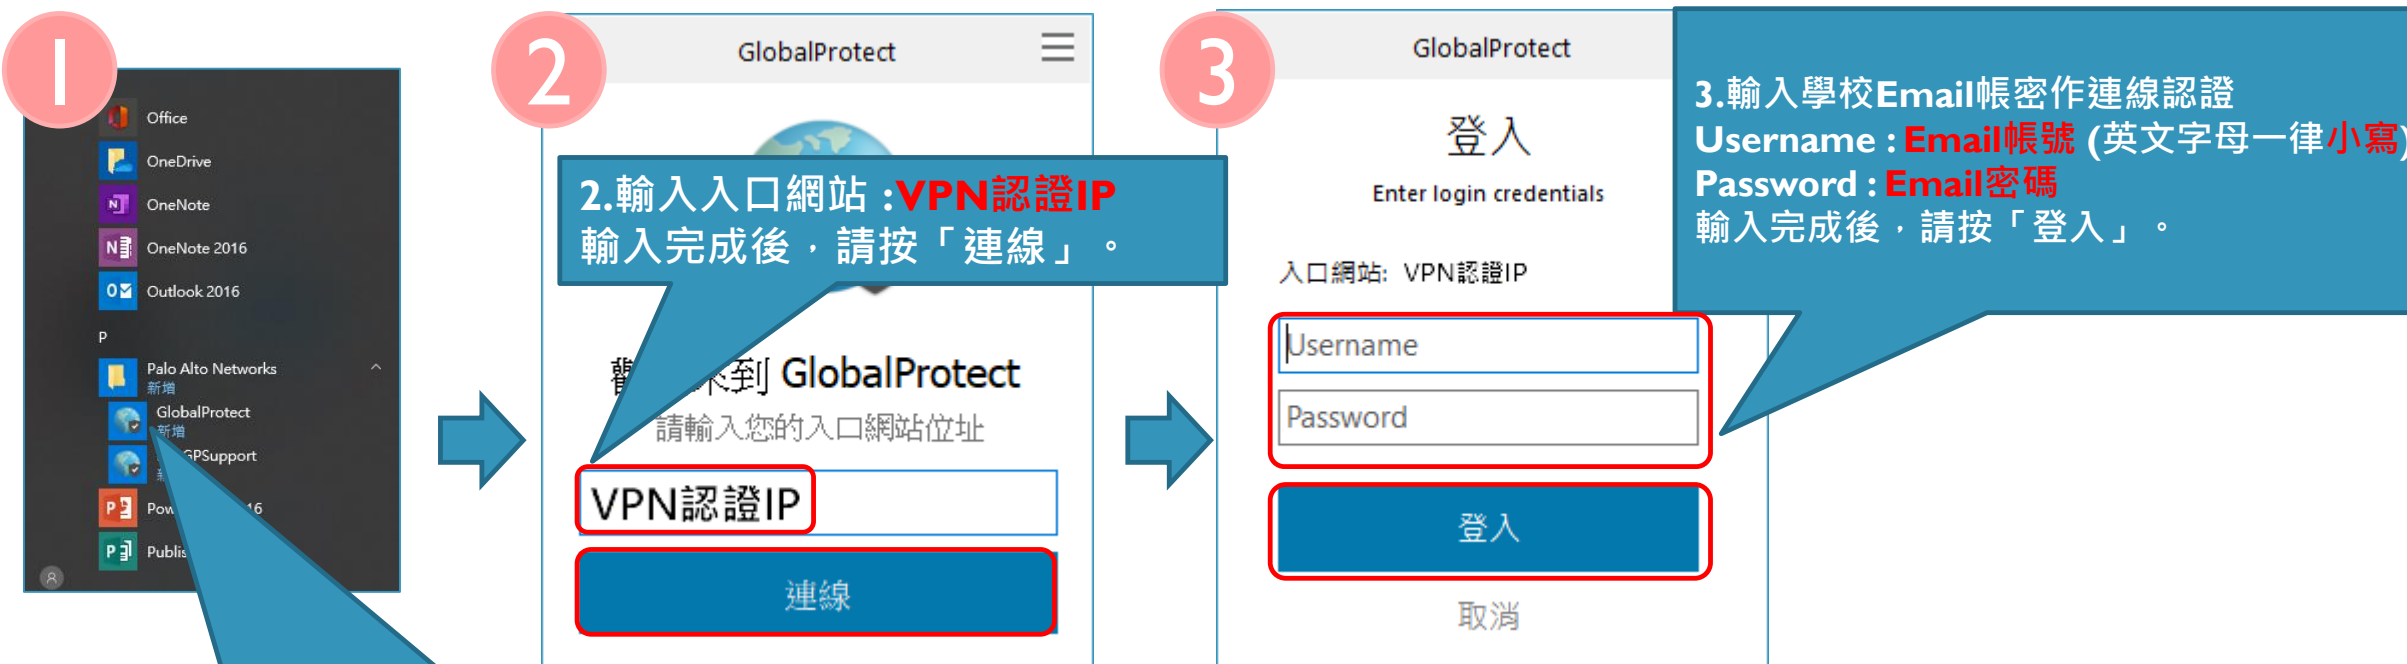 1
Office
OneDrive
OneNote
OneNote 2016
Outlook 2016
P
Palo Alto Networks
新增
GlobalProtect
新增
GPSupport
16
2
GlobalProtect
2.輸入入口網站 :VPN認證IP
輸入完成後，請按「連線」。
到 GlobalProtect
請輸入您的入口網站位址
VPN認證IP
連線
3
GlobalProtect
登入
Enter login credentials
入口網站: VPN認證IP
Username
Password
登入
取消
3.輸入學校Email帳密作連線認證
Username : Email帳號 (英文字母一律小寫)
Password : Email密碼
輸入完成後，請按「登入」。